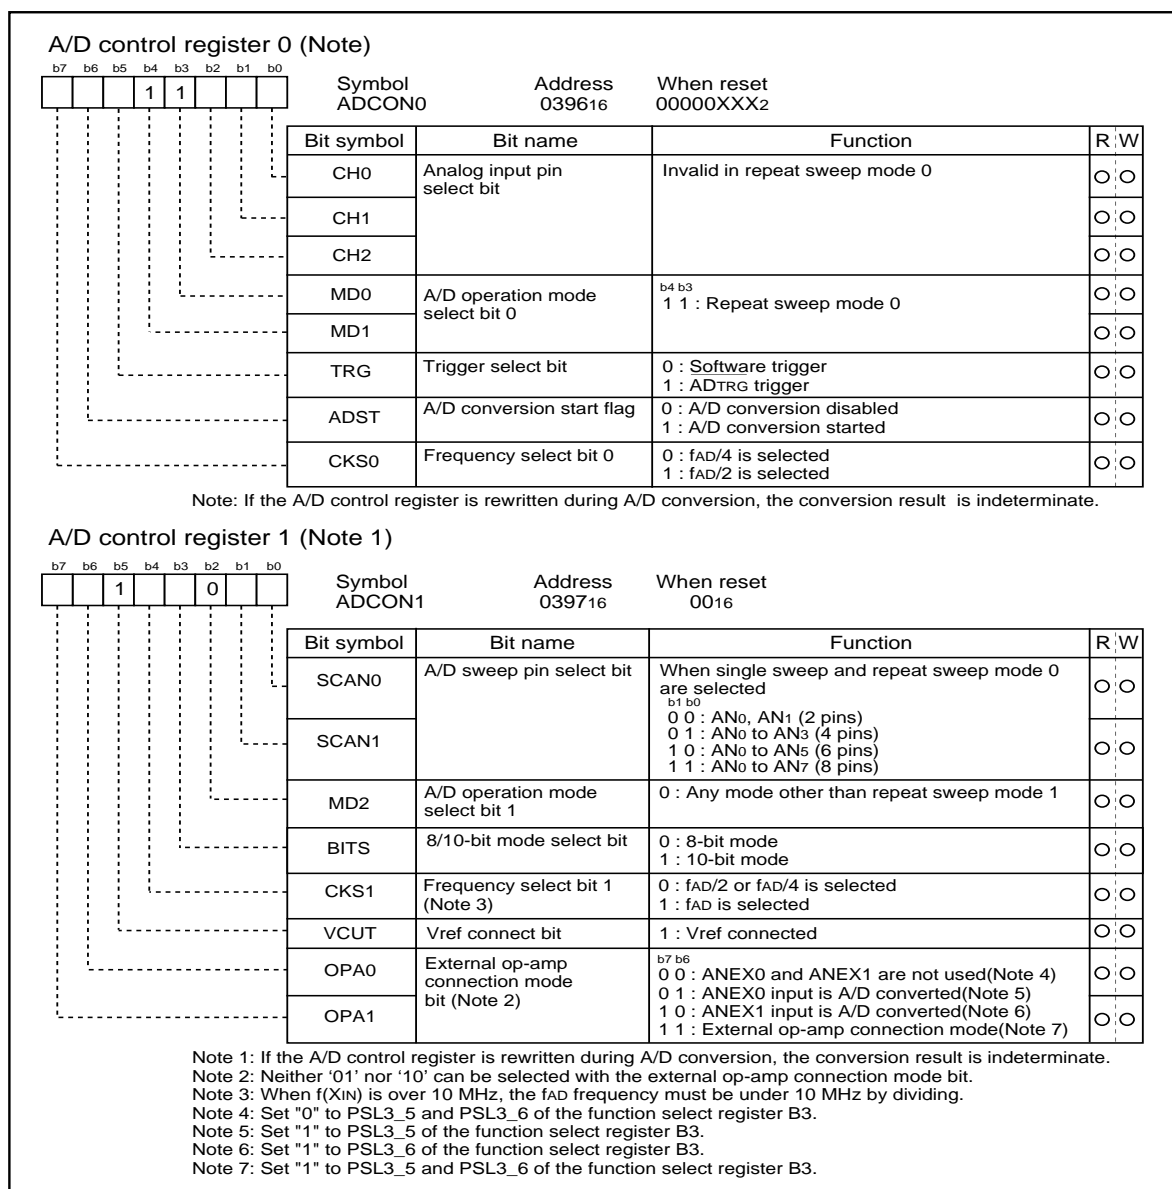 A/D control register 0 (Note)
b7 b6 b5 b4 b3 b2 b1 b0
1 1
Symbol Address When reset
ADCON0 039616 00000XXX2
Bit symbol Bit name Function R W
CH0 Analog input pin select bit Invalid in repeat sweep mode 0
CH1
CH2
MD0 A/D operation mode select bit 0 b4 b3
1 1 : Repeat sweep mode 0
MD1
TRG Trigger select bit 0 : Software trigger
1 : ADTRG trigger
ADST A/D conversion start flag 0 : A/D conversion disabled
1 : A/D conversion started
CKS0 Frequency select bit 0 0 : fAD/4 is selected
1 : fAD/2 is selected
Note: If the A/D control register is rewritten during A/D conversion, the conversion result is indeterminate.
A/D control register 1 (Note 1)
b7 b6 b5 b4 b3 b2 b1 b0
1 0
Symbol Address When reset
ADCON1 039716 0016
Bit symbol Bit name Function R W
SCAN0 A/D sweep pin select bit When single sweep and repeat sweep mode 0
are selected
b1 b0
0 0 : AN0, AN1 (2 pins)
SCAN1 0 1 : AN0 to AN3 (4 pins)
1 0 : AN0 to AN5 (6 pins)
1 1 : AN0 to AN7 (8 pins)
MD2 A/D operation mode select bit 1 0 : Any mode other than repeat sweep mode 1
BITS 8/10-bit mode select bit 0 : 8-bit mode
1 : 10-bit mode
CKS1 Frequency select bit 1 (Note 3) 0 : fAD/2 or fAD/4 is selected
1 : fAD is selected
VCUT Vref connect bit 1 : Vref connected
OPA0 External op-amp connection mode bit (Note 2) b7 b6
0 0 : ANEX0 and ANEX1 are not used(Note 4)
0 1 : ANEX0 input is A/D converted(Note 5)
OPA1 1 0 : ANEX1 input is A/D converted(Note 6)
1 1 : External op-amp connection mode(Note 7)
Note 1: If the A/D control register is rewritten during A/D conversion, the conversion result is indeterminate.
Note 2: Neither ‘01’ nor ‘10’ can be selected with the external op-amp connection mode bit.
Note 3: When f(XIN) is over 10 MHz, the fAD frequency must be under 10 MHz by dividing.
Note 4: Set "0" to PSL3_5 and PSL3_6 of the function select register B3.
Note 5: Set "1" to PSL3_5 of the function select register B3.
Note 6: Set "1" to PSL3_6 of the function select register B3.
Note 7: Set "1" to PSL3_5 and PSL3_6 of the function select register B3.